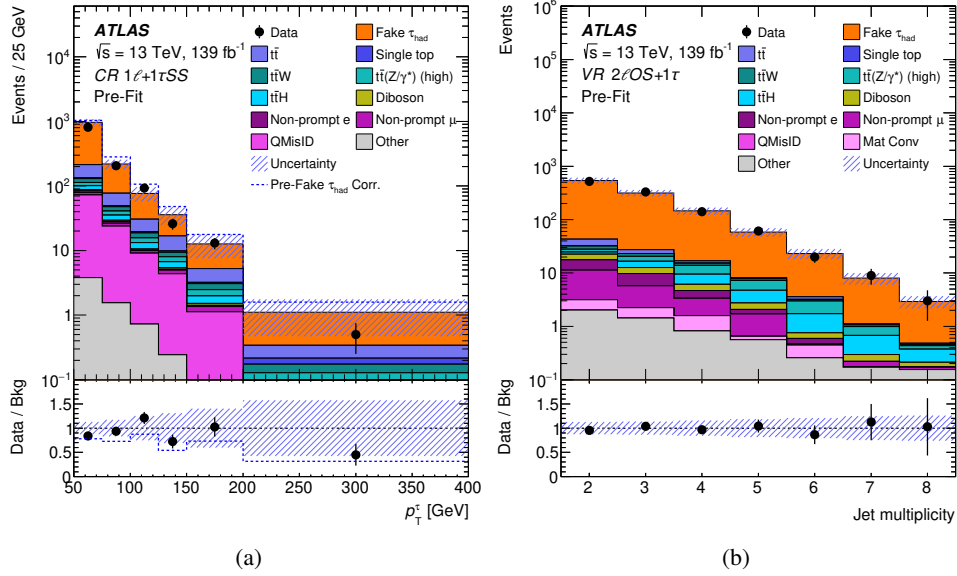 Events / 25 GeV
10⁴
10³
10²
10
1
10⁻¹
ATLAS
√s = 13 TeV, 139 fb⁻¹
CR 1ℓ+1τSS
Pre-Fit
Data
Fake τ_had
tt̄
Single top
tt̄W
tt̄(Z/γ*) (high)
tt̄H
Diboson
Non-prompt e
Non-prompt μ
QMisID
Other
Uncertainty
Pre-Fake τ_had Corr.
Data / Bkg
1.5
1
0.5
0
50 100 150 200 250 300 350 400
p_T^τ [GeV]
(a)
Events
10⁶
10⁵
10⁴
10³
10²
10
1
10⁻¹
ATLAS
√s = 13 TeV, 139 fb⁻¹
VR 2ℓOS+1τ
Pre-Fit
Data
Fake τ_had
tt̄
Single top
tt̄W
tt̄(Z/γ*) (high)
tt̄H
Diboson
Non-prompt e
Non-prompt μ
QMisID
Mat Conv
Other
Uncertainty
Data / Bkg
1.5
1
0.5
0
2 3 4 5 6 7 8
Jet multiplicity
(b)